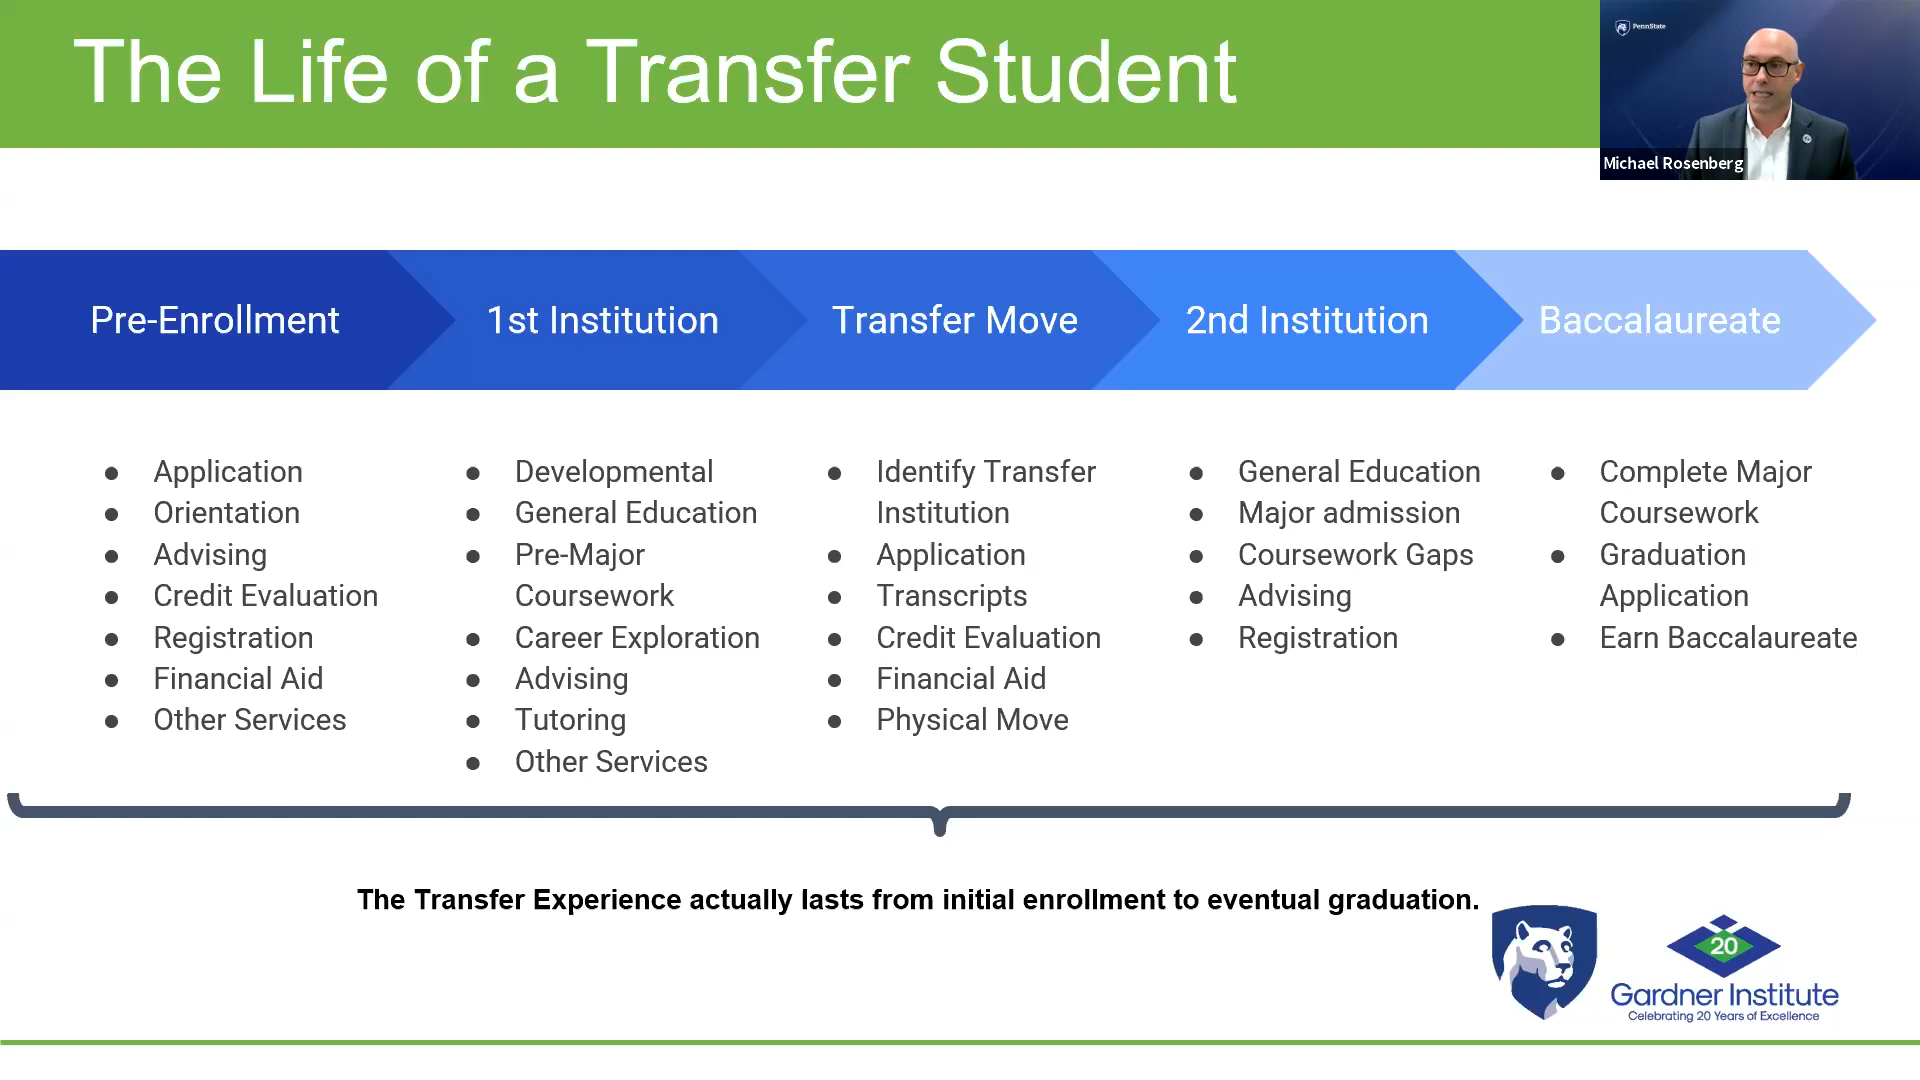 The Life of a Transfer Student
PennState
Michael Rosenberg
Pre-Enrollment
1st Institution
Transfer Move
2nd Institution
Baccalaureate
● Application
● Orientation
● Advising
● Credit Evaluation
● Registration
● Financial Aid
● Other Services
● Developmental
● General Education
● Pre-Major
Coursework
● Career Exploration
● Advising
● Tutoring
● Other Services
● Identify Transfer
Institution
● Application
● Transcripts
● Credit Evaluation
● Financial Aid
● Physical Move
● General Education
● Major admission
● Coursework Gaps
● Advising
● Registration
● Complete Major
Coursework
● Graduation
Application
● Earn Baccalaureate
The Transfer Experience actually lasts from initial enrollment to eventual graduation.
20
Gardner Institute
Celebrating 20 Years of Excellence